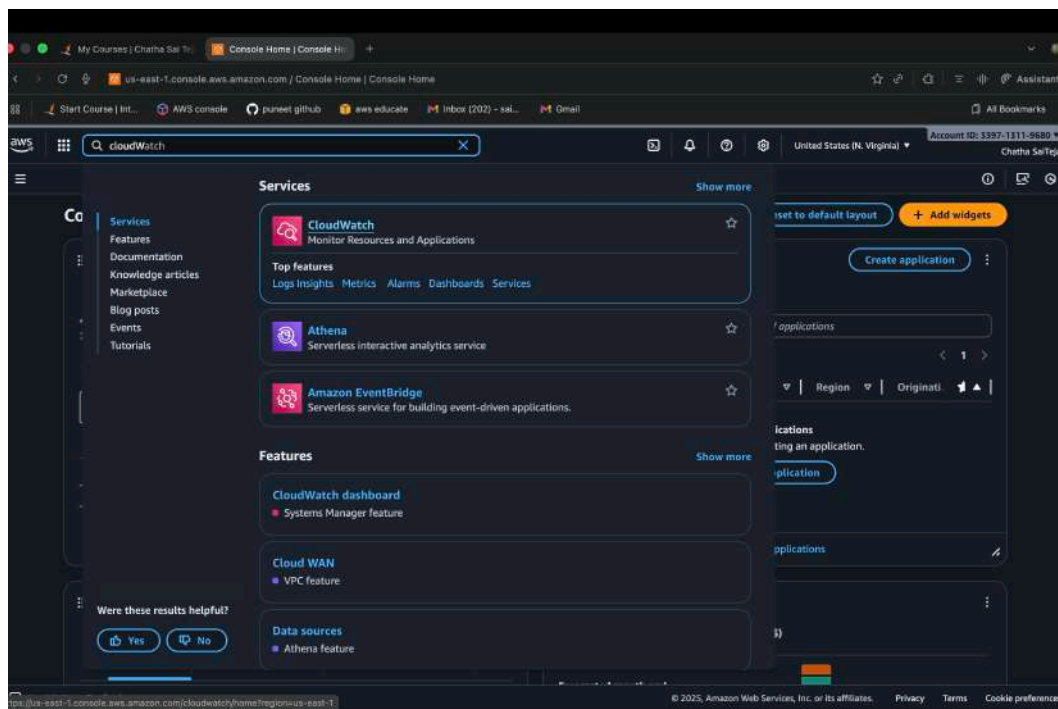 My Courses | Chatha Sai Te
Console Home | Console H
us-east-1.console.aws.amazon.com / Console Home | Console Home
Assistant
Start Course | Int...
AWS console
puneet github
aws educate
Inbox (202) - sai...
Gmail
All Bookmarks
aws
cloudWatch
United States (N. Virginia)
Account ID: 3397-1311-9680
Chetha SaiTeja
Services
Show more
Co
Services
Features
Documentation
Knowledge articles
Marketplace
Blog posts
Events
Tutorials
CloudWatch
Monitor Resources and Applications
Top features
Logs Insights Metrics Alarms Dashboards Services
Athena
Serverless interactive analytics service
Amazon EventBridge
Serverless service for building event-driven applications.
Features
Show more
CloudWatch dashboard
Systems Manager feature
Cloud WAN
VPC feature
Data sources
Athena feature
Were these results helpful?
Yes
No
set to default layout
+ Add widgets
Create application
applications
1
Region
Originati
ications
ting an application.
plication
pplications
© 2025, Amazon Web Services, Inc. or its affiliates.
Privacy
Terms
Cookie preference
us-east-1.console.aws.amazon.com/cloudwatch/home?region=us-east-1